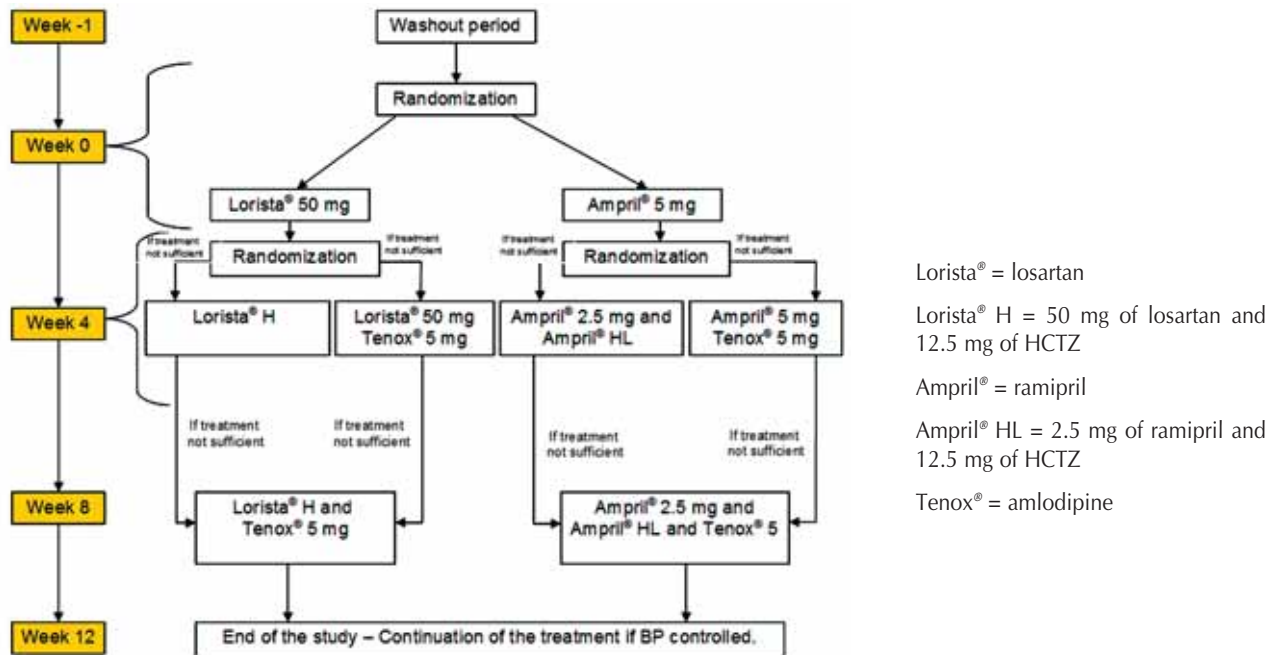 Week -1
Washout period
Randomization
Week 0
Lorista® 50 mg
Ampril® 5 mg
If treatment
not sufficient
Randomization
If treatment
not sufficient
If treatment
not sufficient
Randomization
If treatment
not sufficient
Week 4
Lorista® H
Lorista® 50 mg
Tenox® 5 mg
Ampril® 2.5 mg and
Ampril® HL
Ampril® 5 mg
Tenox® 5 mg
If treatment
not sufficient
If treatment
not sufficient
If treatment
not sufficient
If treatment
not sufficient
Week 8
Lorista® H and
Tenox® 5 mg
Ampril® 2.5 mg and
Ampril® HL and Tenox® 5
Week 12
End of the study – Continuation of the treatment if BP controlled.
Lorista® = losartan
Lorista® H = 50 mg of losartan and
12.5 mg of HCTZ
Ampril® = ramipril
Ampril® HL = 2.5 mg of ramipril and
12.5 mg of HCTZ
Tenox® = amlodipine